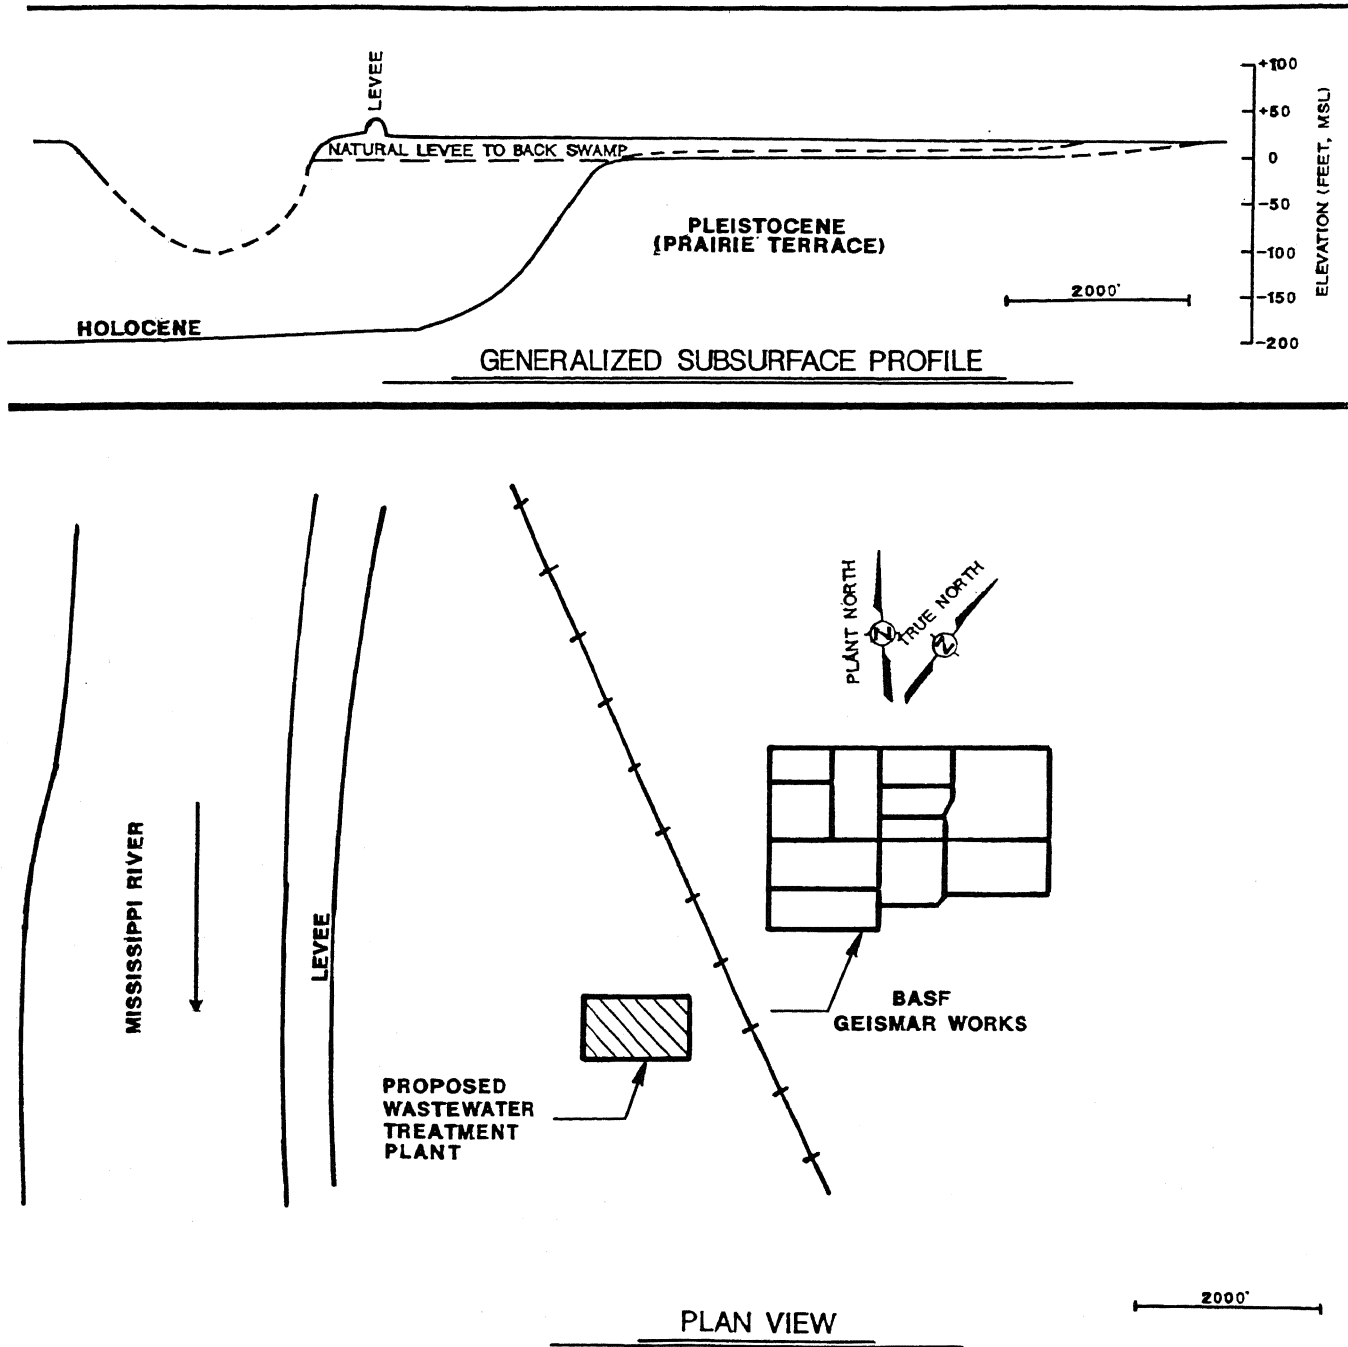 LEVEE
+100
+50
0
-50
-100
-150
-200
ELEVATION (FEET, MSL)
NATURAL LEVEE TO BACK SWAMP
PLEISTOCENE
(PRAIRIE TERRACE)
2000'
HOLOCENE
GENERALIZED SUBSURFACE PROFILE
PLANT NORTH
TRUE NORTH
N
N
MISSISSIPPI RIVER
LEVEE
BASF
GEISMAR WORKS
PROPOSED
WASTEWATER
TREATMENT
PLANT
2000'
PLAN VIEW